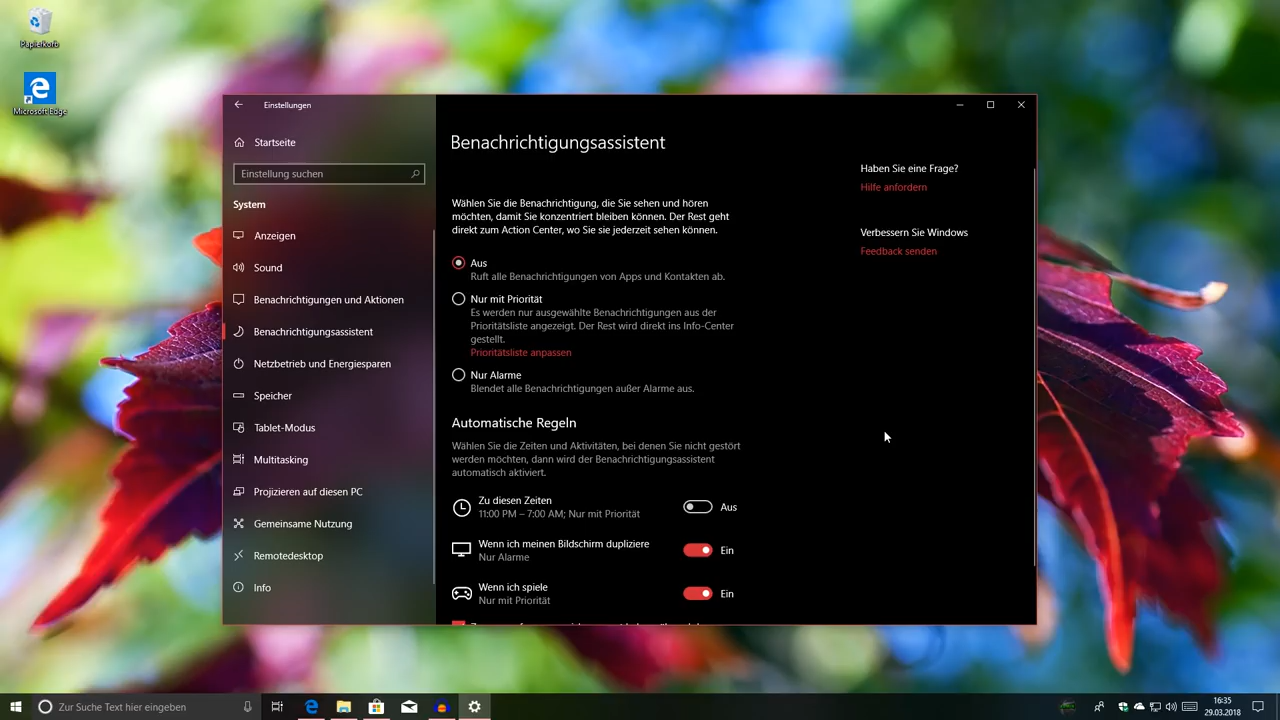 Papierkorb
Microsoft Edge
Einstellungen
Startseite
Einstellung suchen
System
Anzeigen
Sound
Benachrichtigungen und Aktionen
Benachrichtigungsassistent
Netzbetrieb und Energiesparen
Speicher
Tablet-Modus
Multitasking
Projizieren auf diesen PC
Gemeinsame Nutzung
Remotedesktop
Info
Benachrichtigungsassistent
Wählen Sie die Benachrichtigung, die Sie sehen und hören
möchten, damit Sie konzentriert bleiben können. Der Rest geht
direkt zum Action Center, wo Sie sie jederzeit sehen können.
Aus
Ruft alle Benachrichtigungen von Apps und Kontakten ab.
Nur mit Priorität
Es werden nur ausgewählte Benachrichtigungen aus der
Prioritätsliste angezeigt. Der Rest wird direkt ins Info-Center
gestellt.
Prioritätsliste anpassen
Nur Alarme
Blendet alle Benachrichtigungen außer Alarme aus.
Automatische Regeln
Wählen Sie die Zeiten und Aktivitäten, bei denen Sie nicht gestört
werden möchten, dann wird der Benachrichtigungsassistent
automatisch aktiviert.
Zu diesen Zeiten
11:00 PM – 7:00 AM; Nur mit Priorität
Aus
Wenn ich meinen Bildschirm dupliziere
Nur Alarme
Ein
Wenn ich spiele
Nur mit Priorität
Ein
Haben Sie eine Frage?
Hilfe anfordern
Verbessern Sie Windows
Feedback senden
Zur Suche Text hier eingeben
16:35
29.03.2018